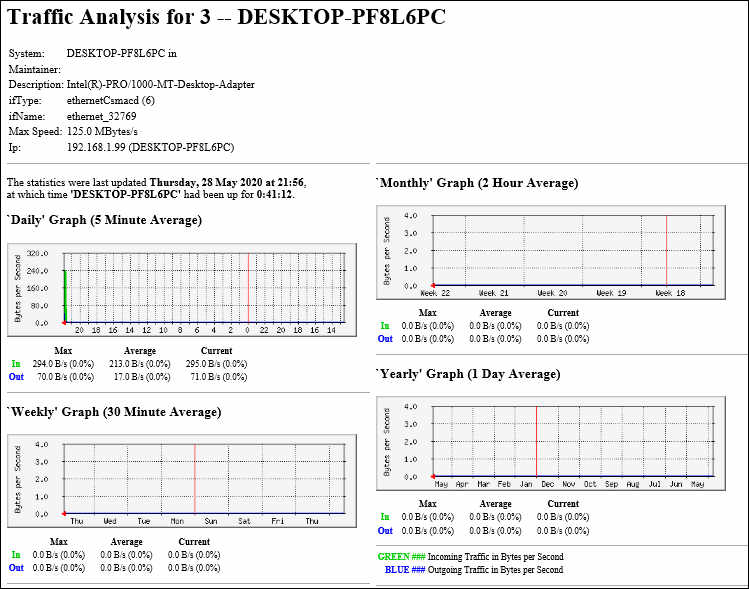 Traffic Analysis for 3 -- DESKTOP-PF8L6PC
System: DESKTOP-PF8L6PC in
Maintainer:
Description: Intel(R)-PRO/1000-MT-Desktop-Adapter
ifType: ethernetCsmacd (6)
ifName: ethernet_32769
Max Speed: 125.0 MBytes/s
Ip: 192.168.1.99 (DESKTOP-PF8L6PC)
The statistics were last updated Thursday, 28 May 2020 at 21:56,
at which time 'DESKTOP-PF8L6PC' had been up for 0:41:12.
`Daily' Graph (5 Minute Average)
Bytes per Second
320.0
240.0
160.0
80.0
0.0
20 18 16 14 12 10 8 6 4 2 0 22 20 18 16 14
Max Average Current
In 294.0 B/s (0.0%) 213.0 B/s (0.0%) 295.0 B/s (0.0%)
Out 70.0 B/s (0.0%) 17.0 B/s (0.0%) 71.0 B/s (0.0%)
`Weekly' Graph (30 Minute Average)
Bytes per Second
4.0
3.0
2.0
1.0
0.0
Thu Wed Tue Mon Sun Sat Fri Thu
Max Average Current
In 0.0 B/s (0.0%) 0.0 B/s (0.0%) 0.0 B/s (0.0%)
Out 0.0 B/s (0.0%) 0.0 B/s (0.0%) 0.0 B/s (0.0%)
`Monthly' Graph (2 Hour Average)
Bytes per Second
4.0
3.0
2.0
1.0
0.0
Week 22 Week 21 Week 20 Week 19 Week 18
Max Average Current
In 0.0 B/s (0.0%) 0.0 B/s (0.0%) 0.0 B/s (0.0%)
Out 0.0 B/s (0.0%) 0.0 B/s (0.0%) 0.0 B/s (0.0%)
`Yearly' Graph (1 Day Average)
Bytes per Second
4.0
3.0
2.0
1.0
0.0
May Apr Mar Feb Jan Dec Nov Oct Sep Aug Jul Jun May
Max Average Current
In 0.0 B/s (0.0%) 0.0 B/s (0.0%) 0.0 B/s (0.0%)
Out 0.0 B/s (0.0%) 0.0 B/s (0.0%) 0.0 B/s (0.0%)
GREEN ### Incoming Traffic in Bytes per Second
BLUE ### Outgoing Traffic in Bytes per Second